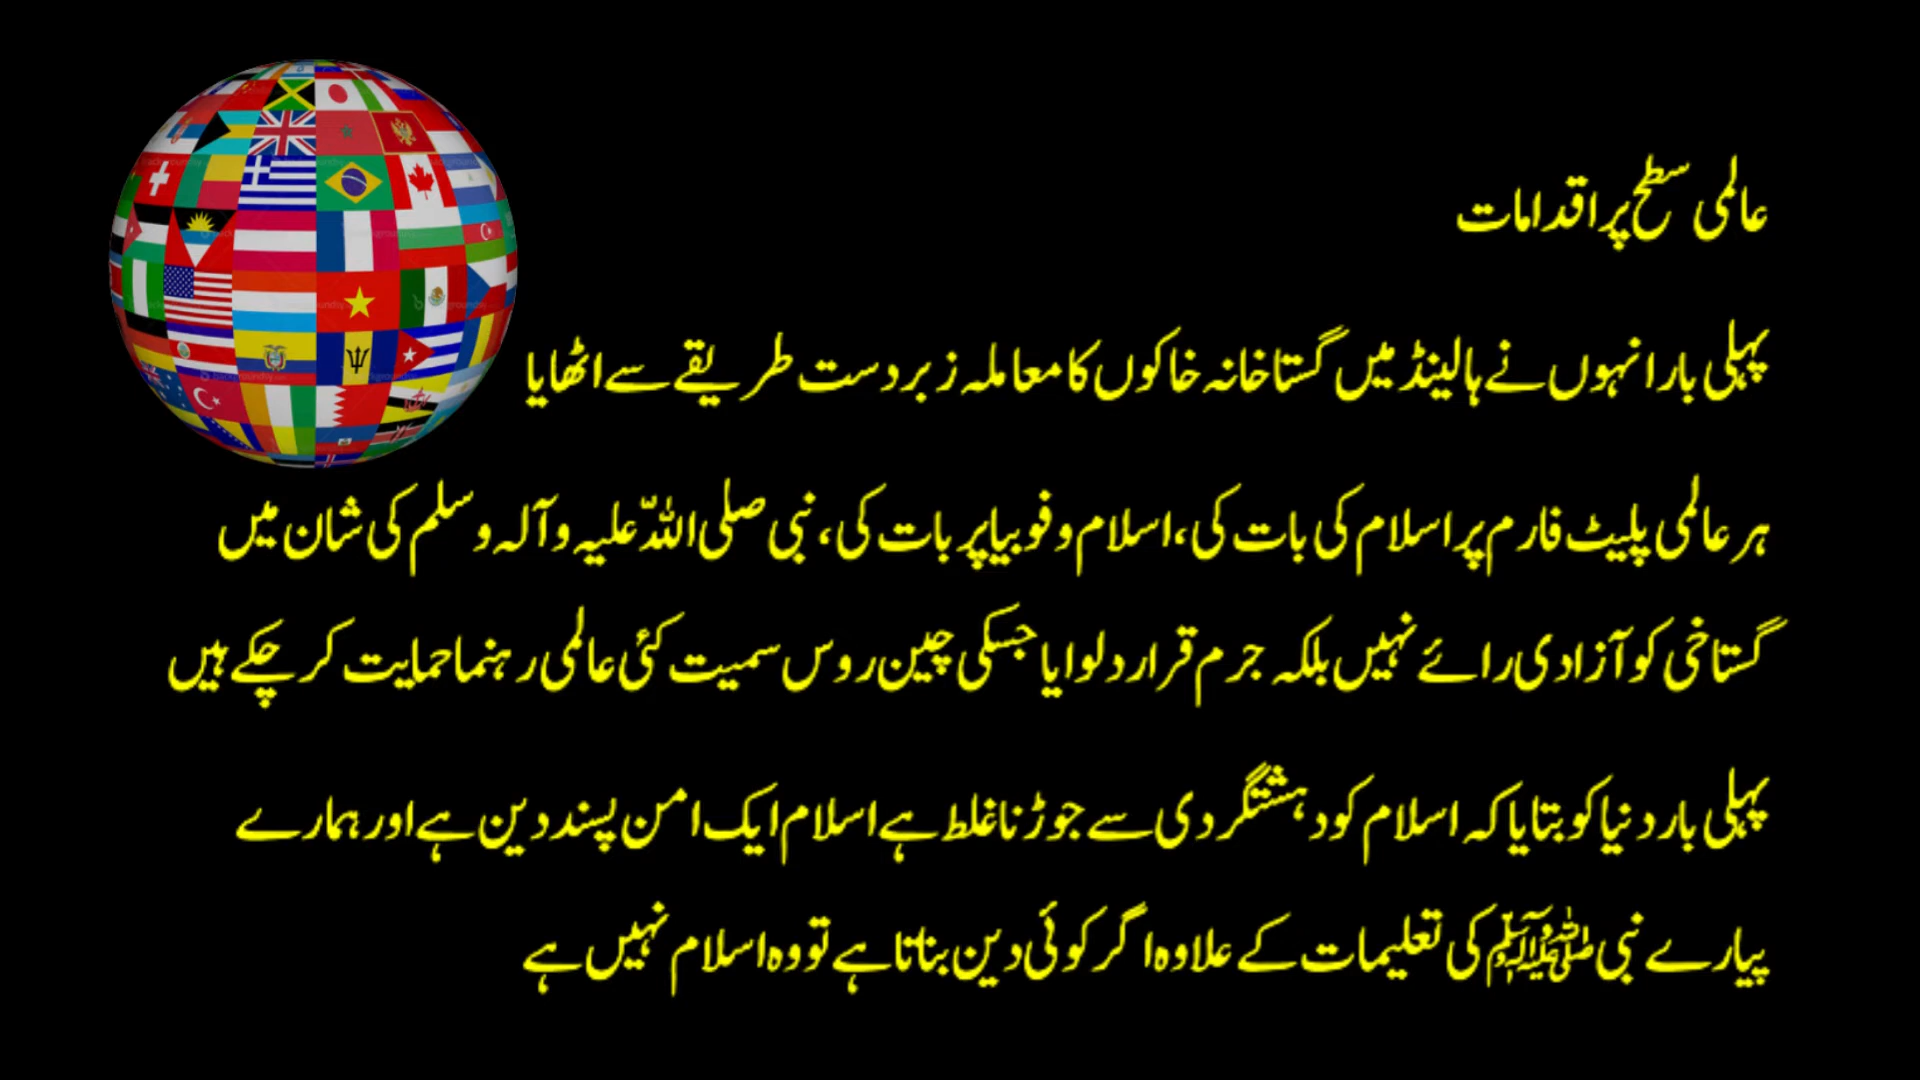 عالمی سطح پر اقدامات
پہلی بار انہوں نے ہالینڈ میں گستاخانہ خاکوں کا معاملہ زبردست طریقے سے اٹھایا
ہر عالمی پلیٹ فارم پر اسلام کی بات کی، اسلاموفوبیا پر بات کی، نبی صلی اللہ علیہ وآلہ وسلم کی شان میں
گستاخی کو آزادی رائے نہیں بلکہ جرم قرار دلوایا جسکی چین روس سمیت کئی عالمی رہنما حمایت کر چکے ہیں
پہلی بار دنیا کو بتایا کہ اسلام کو دہشتگردی سے جوڑنا غلط ہے اسلام ایک امن پسند دین ہے اور ہمارے
پیارے نبی ﷺ کی تعلیمات کے علاوہ اگر کوئی دین بناتا ہے تو وہ اسلام نہیں ہے